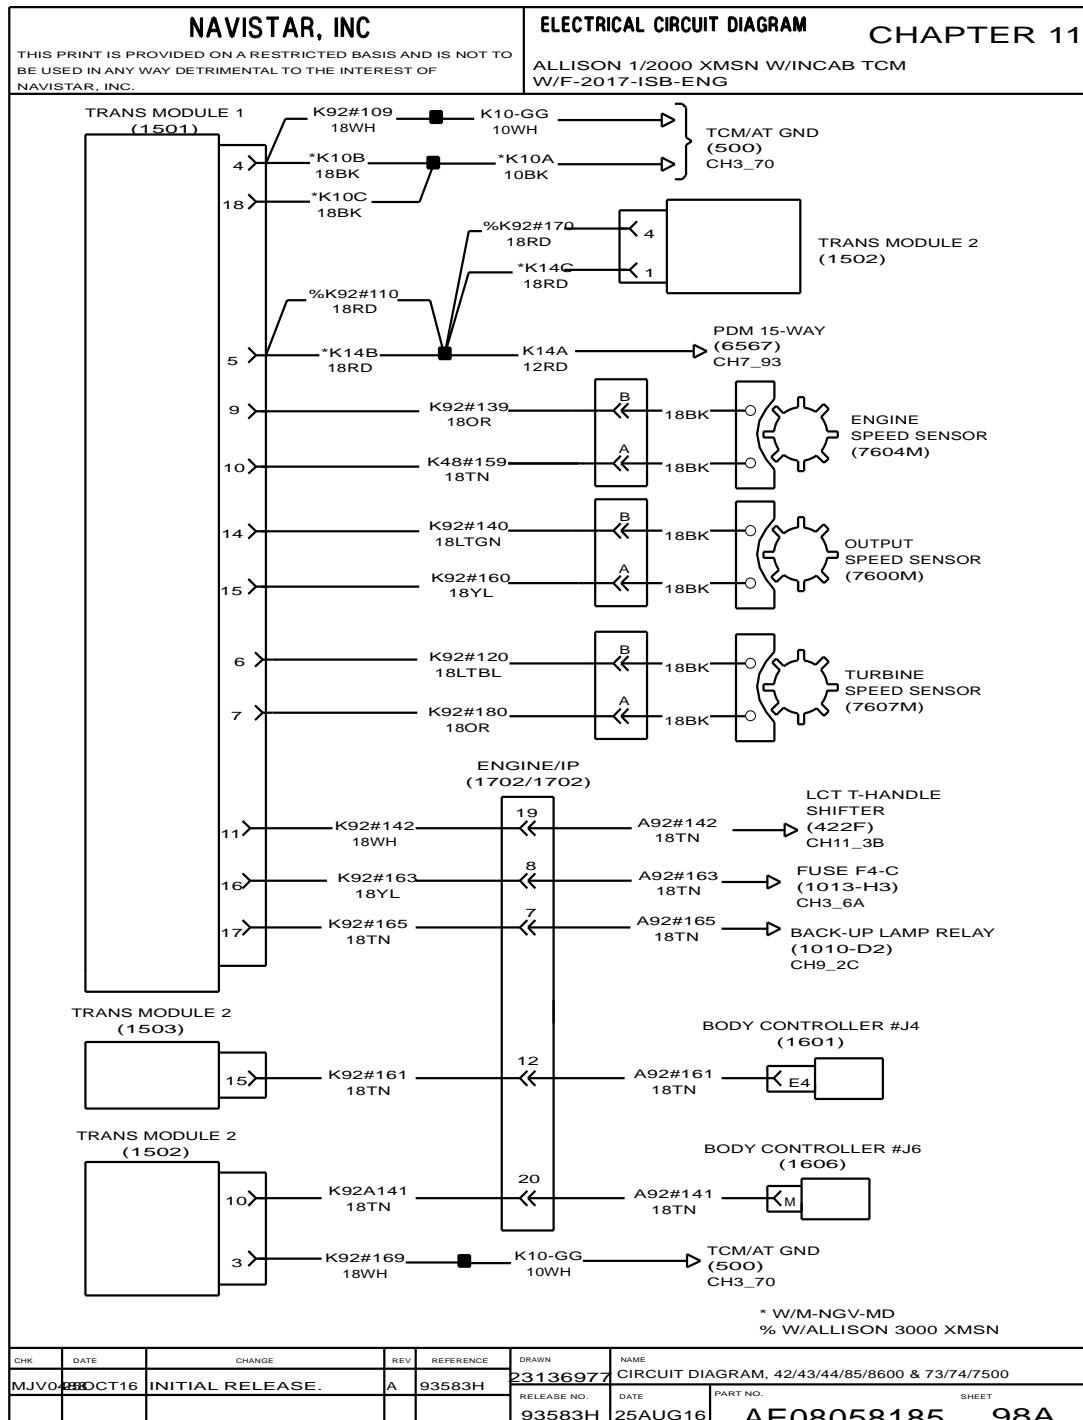 NAVISTAR, INC
THIS PRINT IS PROVIDED ON A RESTRICTED BASIS AND IS NOT TO
BE USED IN ANY WAY DETRIMENTAL TO THE INTEREST OF
NAVISTAR, INC.
ELECTRICAL CIRCUIT DIAGRAM
CHAPTER 11
ALLISON 1/2000 XMSN W/INCAB TCM
W/F-2017-ISB-ENG
TRANS MODULE 1
(1501)
K92#109
18WH
K10-GG
10WH
4
*K10B
18BK
*K10A
10BK
TCM/AT GND
(500)
CH3_70
18
*K10C
18BK
%K92#170
18RD
4
*K14C
18RD
1
TRANS MODULE 2
(1502)
%K92#110
18RD
5
*K14B
18RD
K14A
12RD
PDM 15-WAY
(6567)
CH7_93
9
K92#139
18OR
B
18BK
10
K48#159
18TN
A
18BK
ENGINE
SPEED SENSOR
(7604M)
14
K92#140
18LTGN
B
18BK
15
K92#160
18YL
A
18BK
OUTPUT
SPEED SENSOR
(7600M)
6
K92#120
18LTBL
B
18BK
7
K92#180
18OR
A
18BK
TURBINE
SPEED SENSOR
(7607M)
ENGINE/IP
(1702/1702)
11
K92#142
18WH
19
A92#142
18TN
LCT T-HANDLE
SHIFTER
(422F)
CH11_3B
16
K92#163
18YL
8
A92#163
18TN
FUSE F4-C
(1013-H3)
CH3_6A
17
K92#165
18TN
7
A92#165
18TN
BACK-UP LAMP RELAY
(1010-D2)
CH9_2C
TRANS MODULE 2
(1503)
15
K92#161
18TN
12
A92#161
18TN
BODY CONTROLLER #J4
(1601)
E4
TRANS MODULE 2
(1502)
10
K92A141
18TN
20
A92#141
18TN
BODY CONTROLLER #J6
(1606)
M
3
K92#169
18WH
K10-GG
10WH
TCM/AT GND
(500)
CH3_70
* W/M-NGV-MD
% W/ALLISON 3000 XMSN
CHK DATE CHANGE REV REFERENCE
INITIAL RELEASE. A 93583H
DRAWN
23136977
NAME
CIRCUIT DIAGRAM, 42/43/44/85/8600 & 73/74/7500
RELEASE NO.
93583H
DATE
25AUG16
PART NO.
AE08058185
SHEET
98A